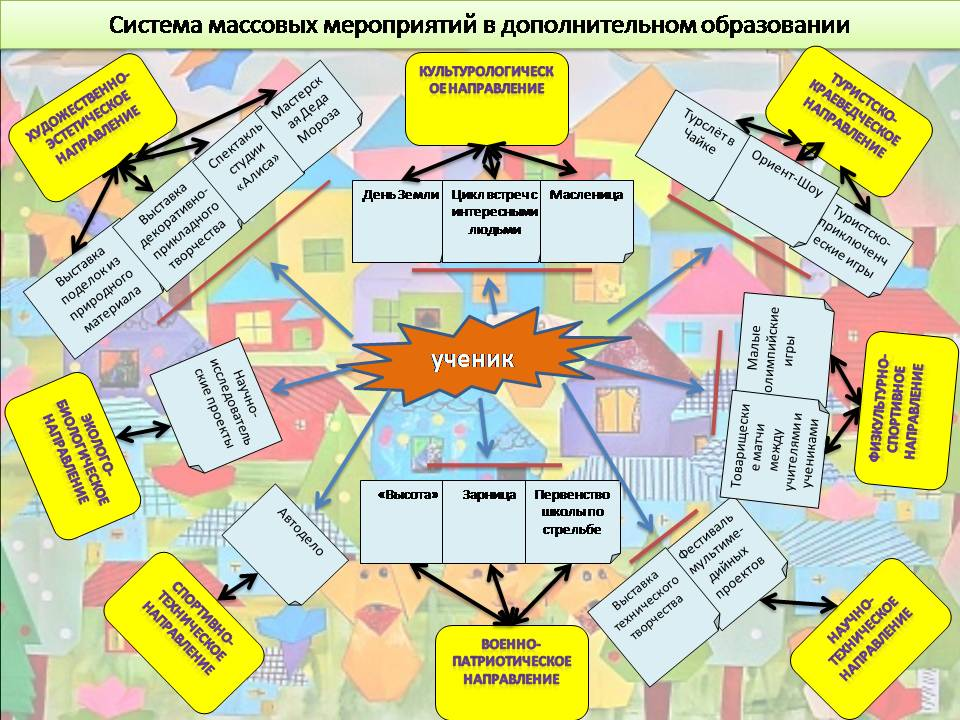 Система массовых мероприятий в дополнительном образовании
ХУДОЖЕСТВЕННО-
ЭСТЕТИЧЕСКОЕ
НАПРАВЛЕНИЕ
Выставка
поделок из
природного
материала
Выставка
декоративно-
прикладного
творчества
Спектакль
студии
«Алиса»
Мастерск
ая Деда
Мороза
КУЛЬТУРОЛОГИЧЕСК
ОЕ НАПРАВЛЕНИЕ
День Земли
Цикл встреч с
интересными
людьми
Масленица
ТУРИСТСКО-
КРАЕВЕДЧЕСКОЕ
НАПРАВЛЕНИЕ
Турслёт в
Чайке
Ориент-Шоу
Туристско-
приключенч
еские игры
ученик
Малые
олимпийские
игры
Товарищески
е матчи
между
учителями и
учениками
ФИЗКУЛЬТУРНО-
СПОРТИВНОЕ
НАПРАВЛЕНИЕ
Научно-
исследователь
ские проекты
ЭКОЛОГО-
БИОЛОГИЧЕСКОЕ
НАПРАВЛЕНИЕ
Автодело
СПОРТИВНО-
ТЕХНИЧЕСКОЕ
НАПРАВЛЕНИЕ
«Высота»
Зарница
Первенство
школы по
стрельбе
ВОЕННО-
ПАТРИОТИЧЕСКОЕ
НАПРАВЛЕНИЕ
Выставка
технического
творчества
фестиваль
мультиме-
дийных
проектов
НАУЧНО-
ТЕХНИЧЕСКОЕ
НАПРАВЛЕНИЕ